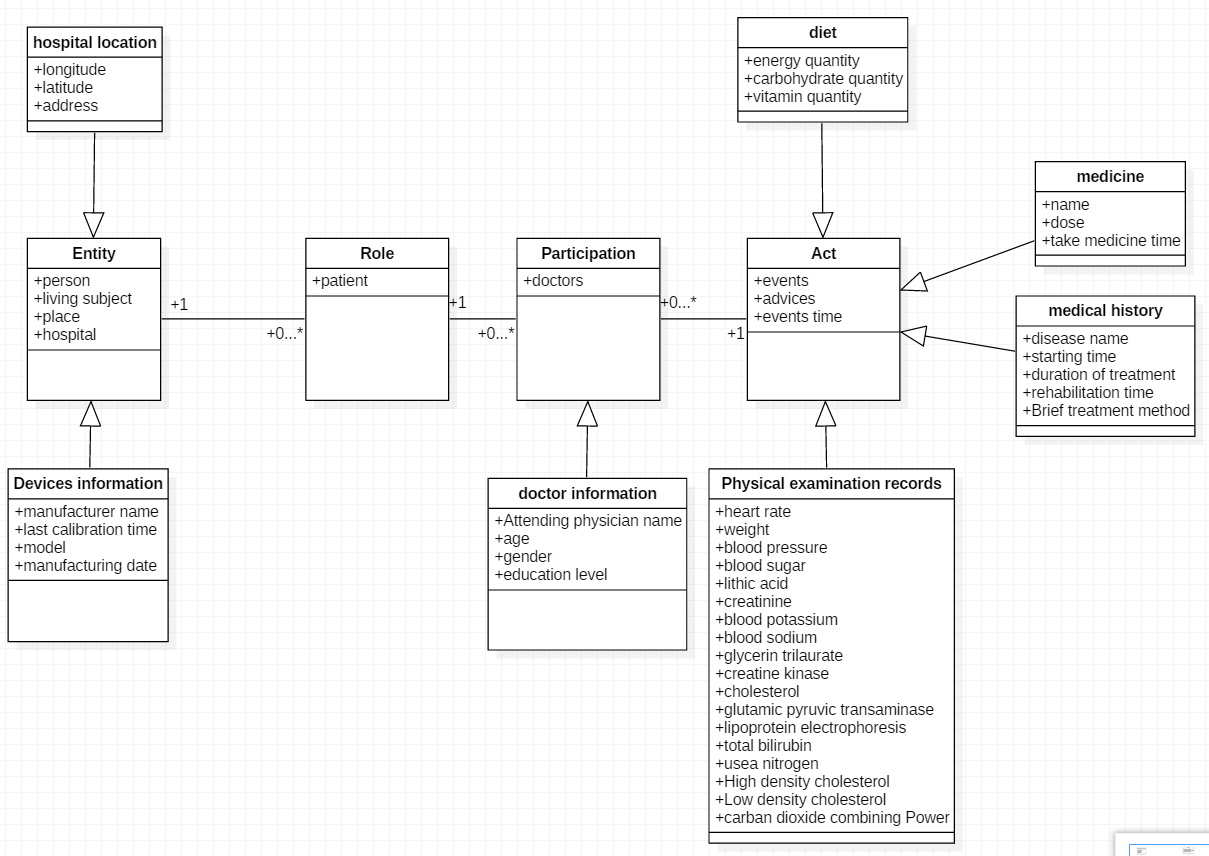 hospital location
+longitude
+latitude
+address
diet
+energy quantity
+carbohydrate quantity
+vitamin quantity
medicine
+name
+dose
+take medicine time
Entity
+person
+living subject
+place
+hospital
+1
+0...*
Role
+patient
+1
+0...*
Participation
+doctors
+0...*
+1
Act
+events
+advices
+events time
medical history
+disease name
+starting time
+duration of treatment
+rehabilitation time
+Brief treatment method
Devices information
+manufacturer name
+last calibration time
+model
+manufacturing date
doctor information
+Attending physician name
+age
+gender
+education level
Physical examination records
+heart rate
+weight
+blood pressure
+blood sugar
+lithic acid
+creatinine
+blood potassium
+blood sodium
+glycerin trilaurate
+creatine kinase
+cholesterol
+glutamic pyruvic transaminase
+lipoprotein electrophoresis
+total bilirubin
+usea nitrogen
+High density cholesterol
+Low density cholesterol
+carban dioxide combining Power